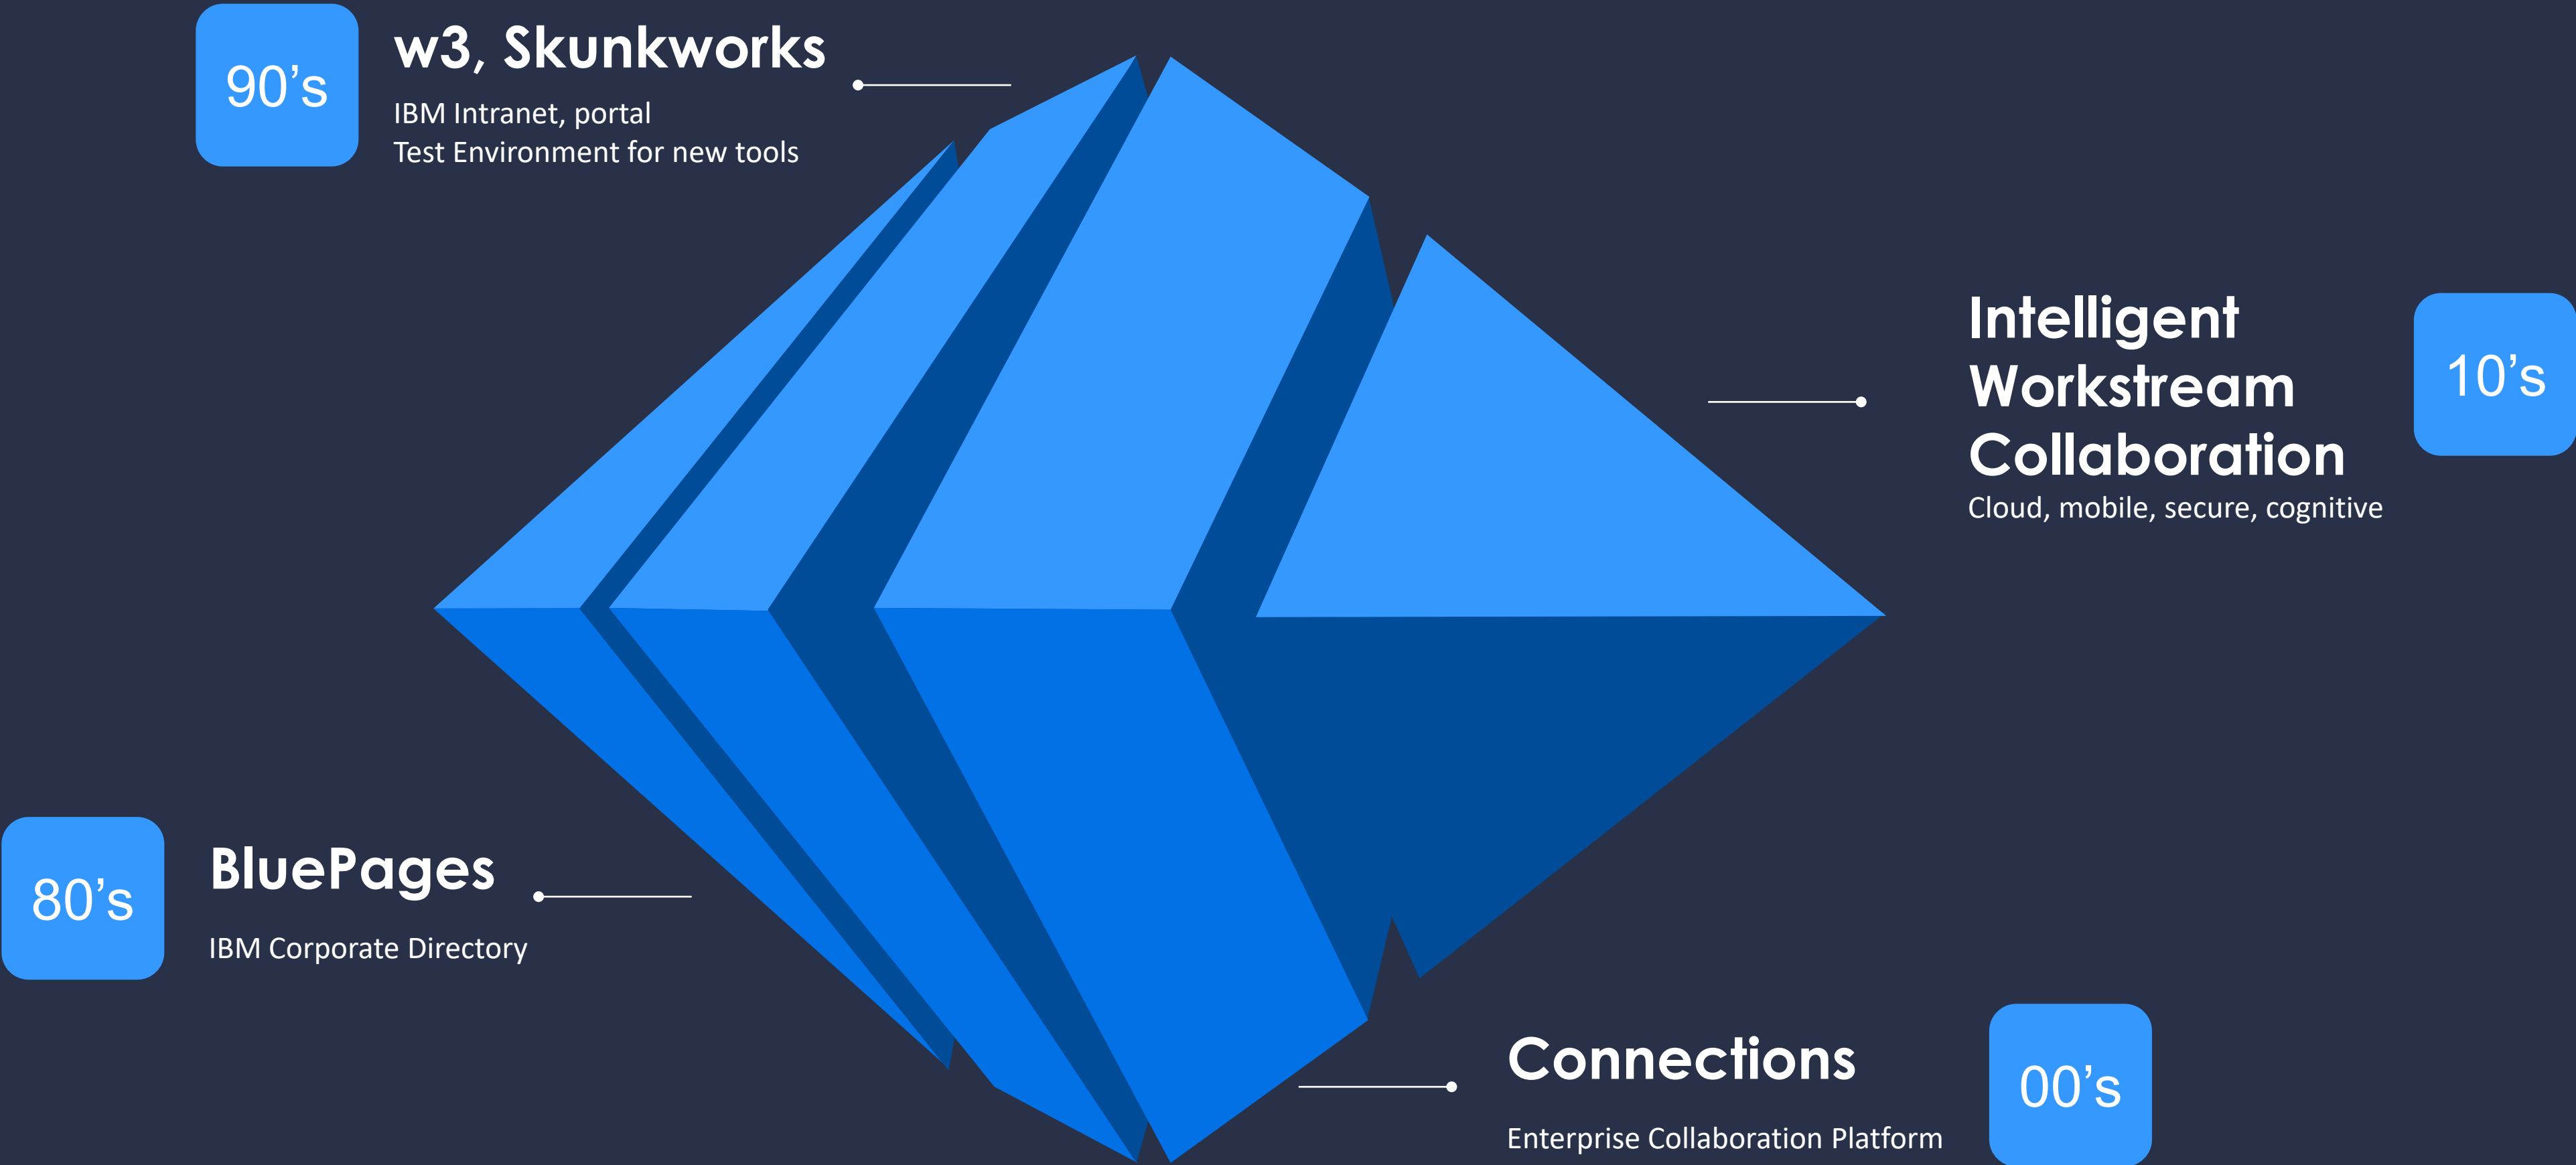 90’s
w3, Skunkworks
IBM Intranet, portal
Test Environment for new tools
Intelligent
Workstream
Collaboration
Cloud, mobile, secure, cognitive
10’s
80’s
BluePages
IBM Corporate Directory
Connections
Enterprise Collaboration Platform
00’s